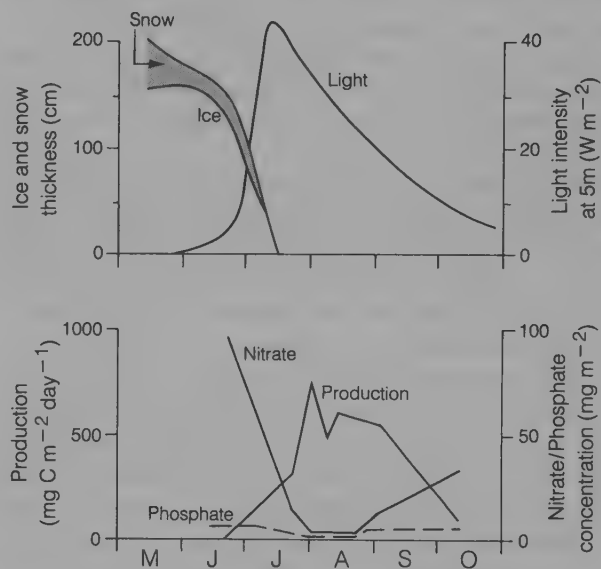 Snow
200
100
0
Ice and snow
thickness (cm)
Ice
Light
40
20
0
Light intensity
at 5m (W m−2)
1000
500
0
Production
(mg C m−2 day−1)
Nitrate
Production
Phosphate
100
50
0
Nitrate/Phosphate
concentration (mg m−2)
M J J A S O